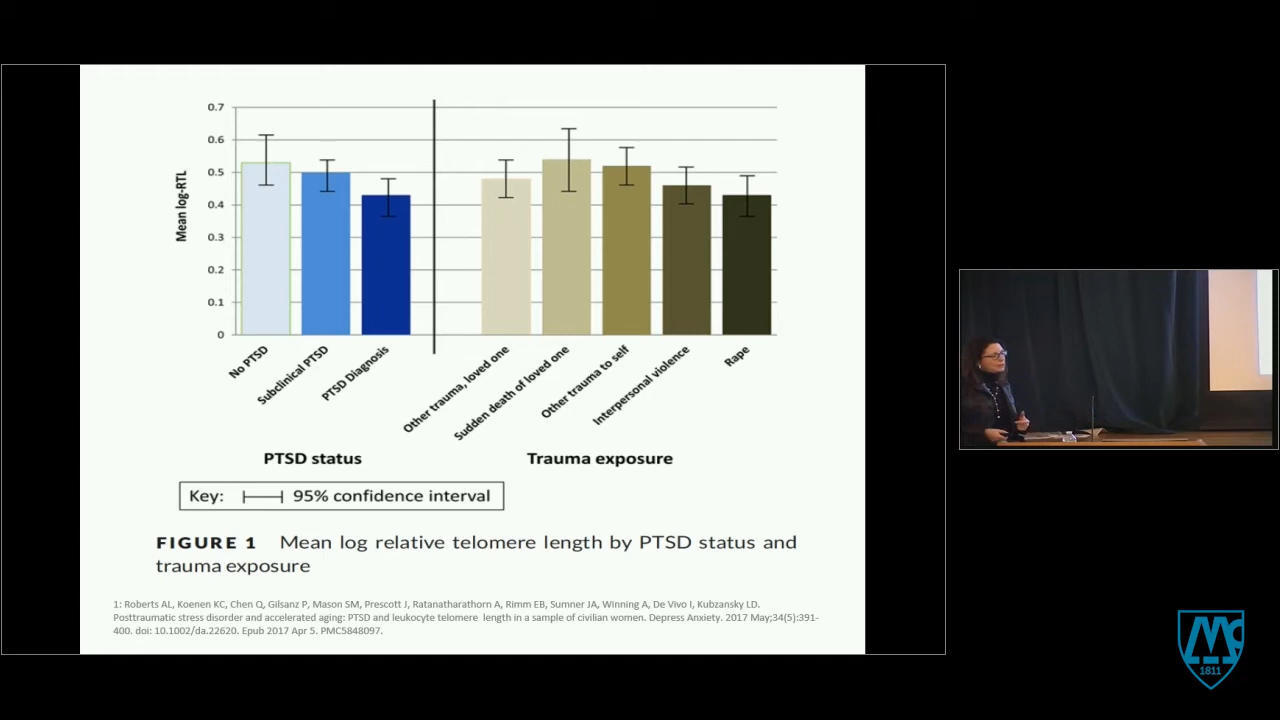 0.7
0.6
0.5
0.4
0.3
0.2
0.1
0
Mean log-RTL
No PTSD
Subclinical PTSD
PTSD Diagnosis
Other trauma, loved one
Sudden death of loved one
Other trauma to self
Interpersonal violence
Rape
PTSD status
Trauma exposure
Key: 95% confidence interval
FIGURE 1 Mean log relative telomere length by PTSD status and
trauma exposure
1: Roberts AL, Koenen KC, Chen Q, Gilsanz P, Mason SM, Prescott J, Ratanatharathorn A, Rimm EB, Sumner JA, Winning A, De Vivo I, Kubzansky LD.
Posttraumatic stress disorder and accelerated aging: PTSD and leukocyte telomere length in a sample of civilian women. Depress Anxiety. 2017 May;34(5):391-
400. doi: 10.1002/da.22620. Epub 2017 Apr 5. PMC5848097.
MC
1811